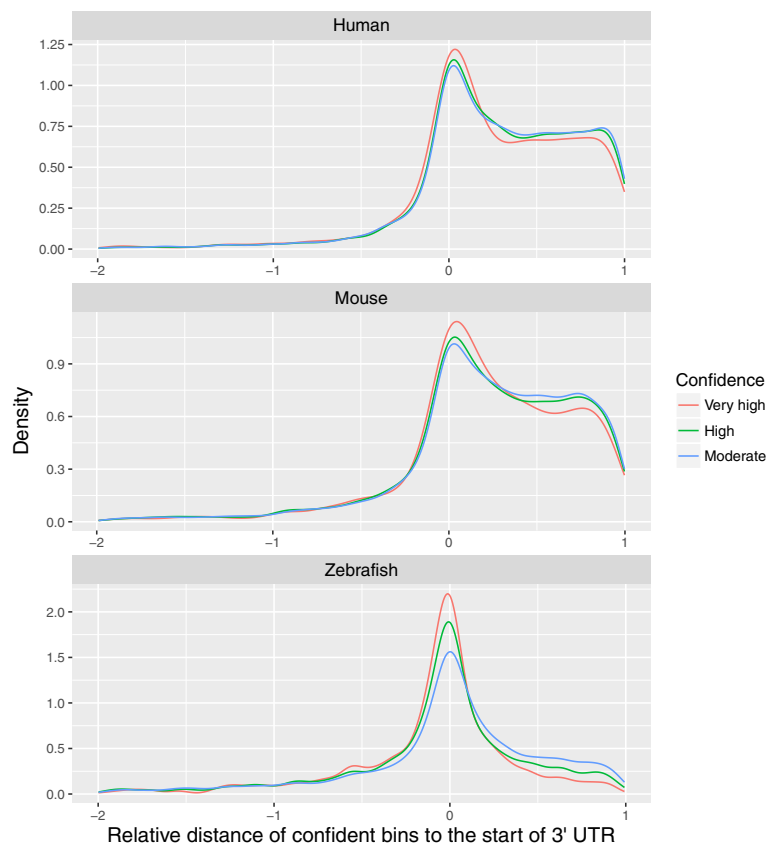 Human
1.25
1.00
0.75
0.50
0.25
0.00
−2 −1 0 1
Mouse
0.9
0.6
0.3
0.0
−2 −1 0 1
Zebrafish
2.0
1.5
1.0
0.5
0.0
−2 −1 0 1
Density
Relative distance of confident bins to the start of 3' UTR
Confidence
Very high
High
Moderate